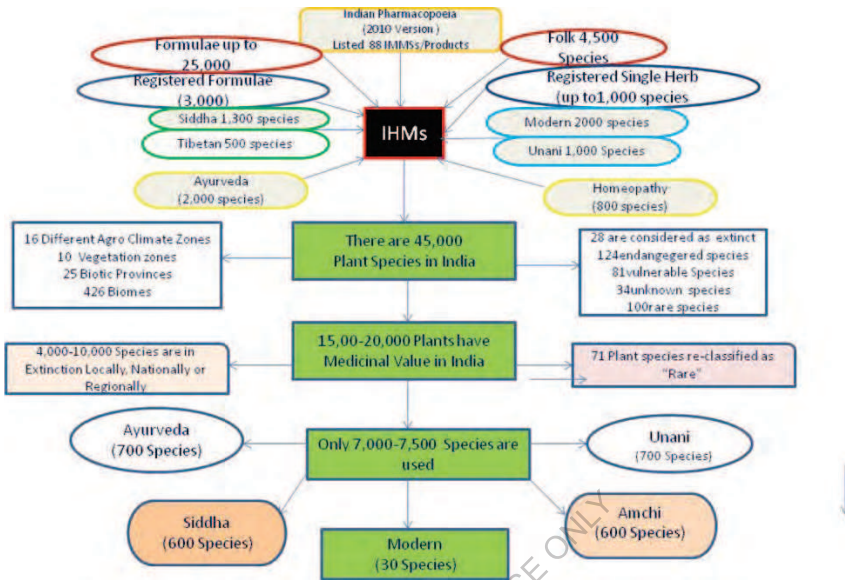 Indian Pharmacopoeia
(2010 Version )
Listed 88 IMMSs/Products
Formulae up to
25,000
Folk 4,500
Species
Registered Formulae
(3,000)
Registered Single Herb
(up to1,000 species
Siddha 1,300 species
IHMs
Modern 2000 species
Tibetan 500 species
Unani 1,000 Species
Ayurveda
(2,000 species)
Homeopathy
(800 species)
16 Different Agro Climate Zones
10 Vegetation zones
25 Biotic Provinces
426 Biomes
There are 45,000
Plant Species in India
28 are considered as extinct
124endangegered species
81vulnerable Species
34unknown species
100rare species
4,000-10,000 Species are in
Extinction Locally, Nationally or
Regionally
15,00-20,000 Plants have
Medicinal Value in India
71 Plant species re-classified as
"Rare"
Ayurveda
(700 Species)
Only 7,000-7,500 Species are
used
Unani
(700 Species)
Siddha
(600 Species)
Modern
(30 Species)
Amchi
(600 Species)
SE ONLY